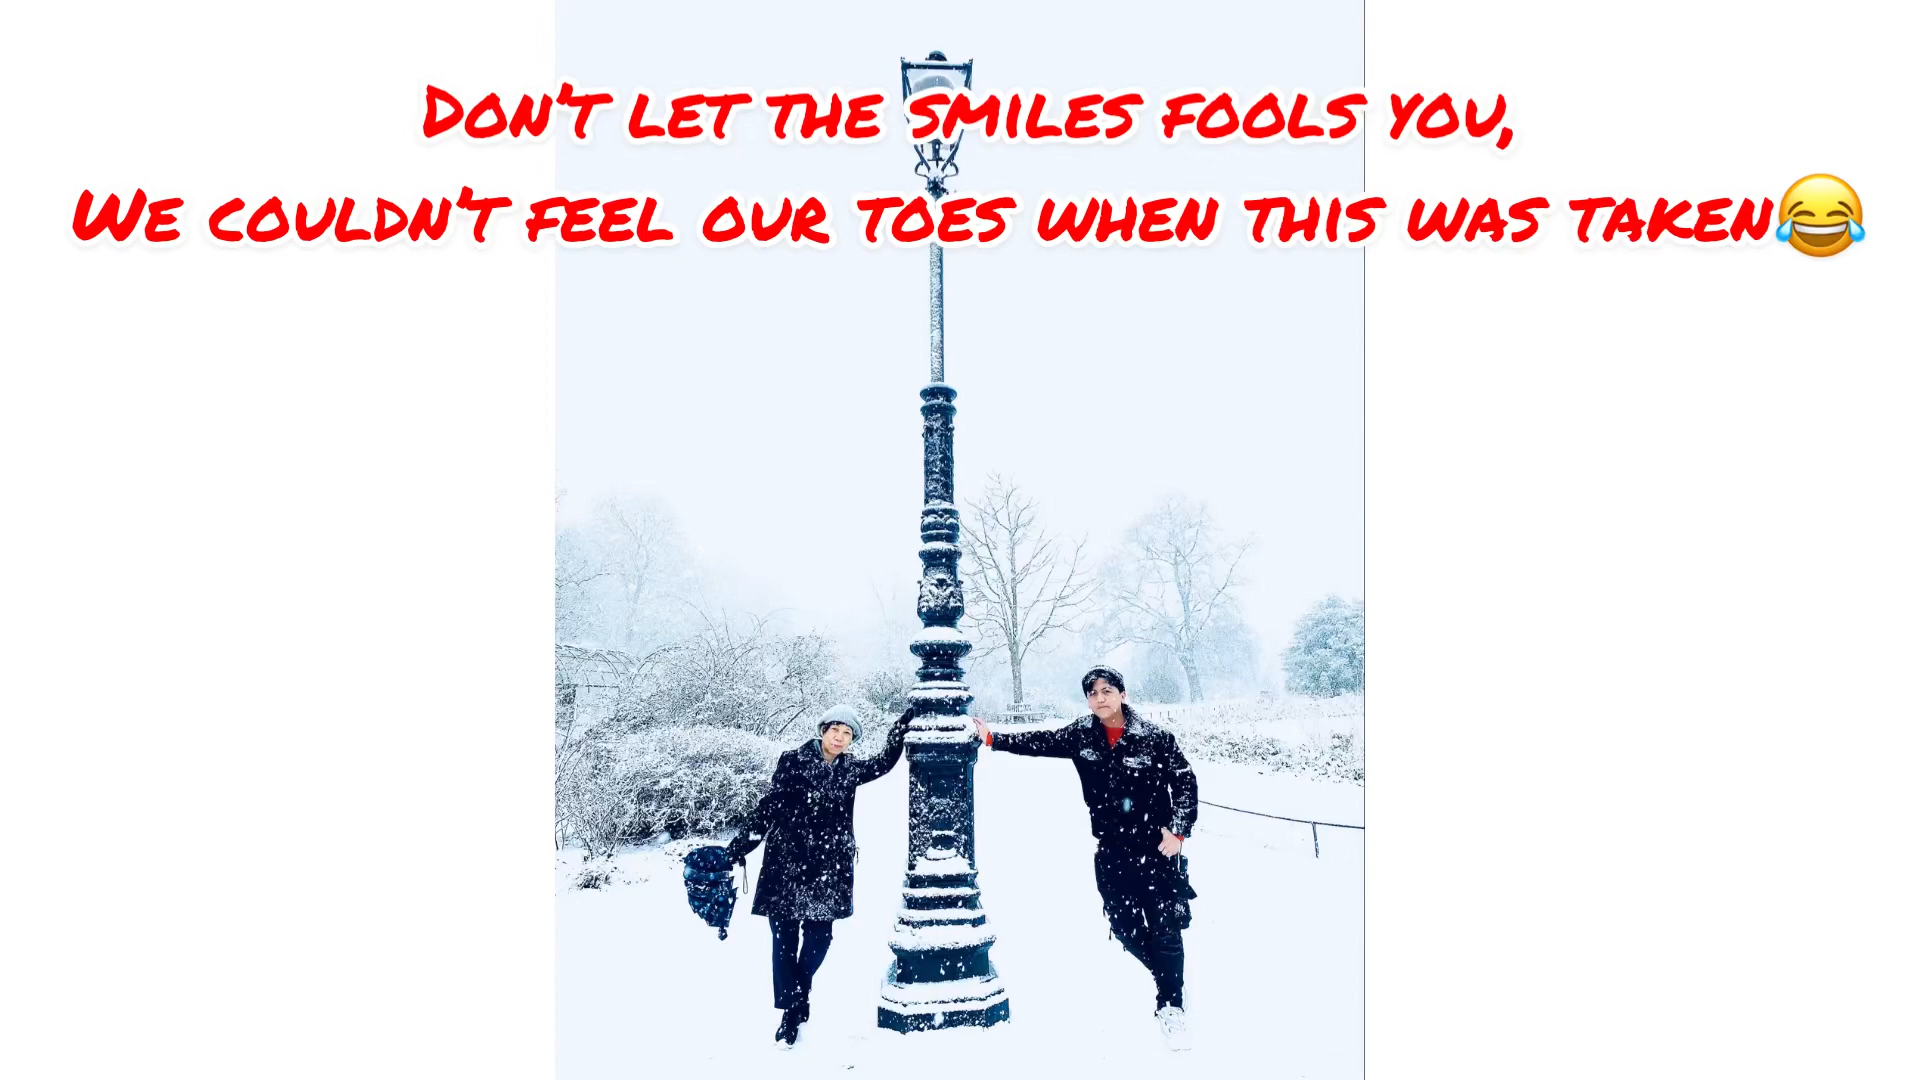 Don't let the smiles fools you,
We couldn't feel our toes when this was taken😂